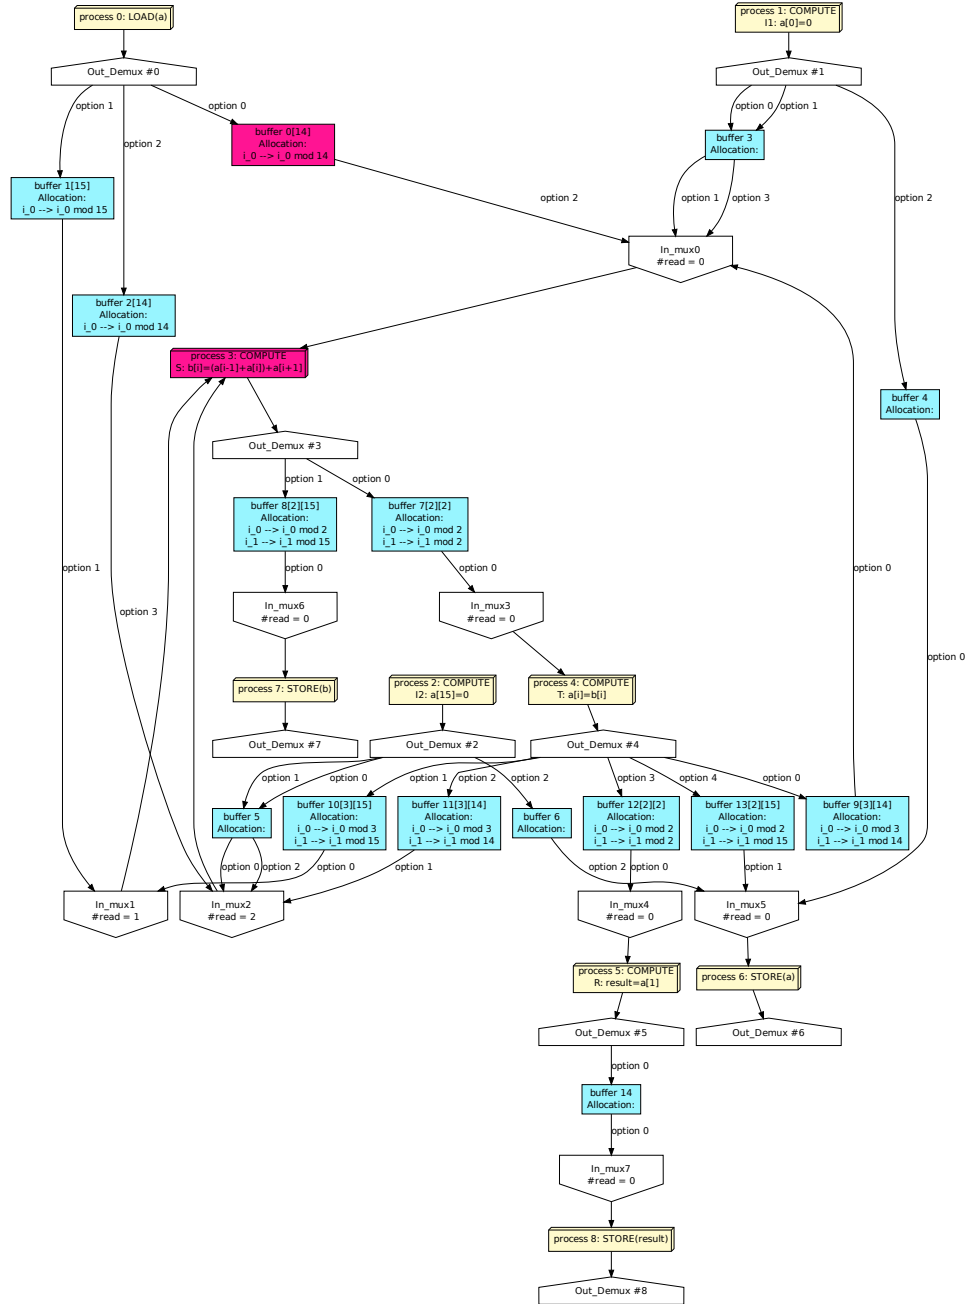 process 0: LOAD(a)
process 1: COMPUTE
I1: a[0]=0
Out_Demux #0
Out_Demux #1
option 1
option 0
option 0
option 1
option 2
buffer 0[14]
Allocation:
i_0 --> i_0 mod 14
buffer 3
Allocation:
buffer 1[15]
Allocation:
i_0 --> i_0 mod 15
option 2
option 1
option 3
option 2
In_mux0
#read = 0
buffer 2[14]
Allocation:
i_0 --> i_0 mod 14
process 3: COMPUTE
S: b[i]=(a[i-1]+a[i])+a[i+1]
buffer 4
Allocation:
Out_Demux #3
option 1
option 0
buffer 8[2][15]
Allocation:
i_0 --> i_0 mod 2
i_1 --> i_1 mod 15
buffer 7[2][2]
Allocation:
i_0 --> i_0 mod 2
i_1 --> i_1 mod 2
option 1
option 0
option 0
option 0
In_mux6
#read = 0
In_mux3
#read = 0
option 3
option 0
process 7: STORE(b)
process 2: COMPUTE
I2: a[15]=0
process 4: COMPUTE
T: a[i]=b[i]
Out_Demux #7
Out_Demux #2
Out_Demux #4
option 1
option 0
option 1
option 2
option 2
option 3
option 4
option 0
buffer 5
Allocation:
buffer 10[3][15]
Allocation:
i_0 --> i_0 mod 3
i_1 --> i_1 mod 15
buffer 11[3][14]
Allocation:
i_0 --> i_0 mod 3
i_1 --> i_1 mod 14
buffer 6
Allocation:
buffer 12[2][2]
Allocation:
i_0 --> i_0 mod 2
i_1 --> i_1 mod 2
buffer 13[2][15]
Allocation:
i_0 --> i_0 mod 2
i_1 --> i_1 mod 15
buffer 9[3][14]
Allocation:
i_0 --> i_0 mod 3
i_1 --> i_1 mod 14
option 0
option 2
option 0
option 1
option 2
option 0
option 1
In_mux1
#read = 1
In_mux2
#read = 2
In_mux4
#read = 0
In_mux5
#read = 0
process 5: COMPUTE
R: result=a[1]
process 6: STORE(a)
Out_Demux #5
Out_Demux #6
option 0
buffer 14
Allocation:
option 0
In_mux7
#read = 0
process 8: STORE(result)
Out_Demux #8